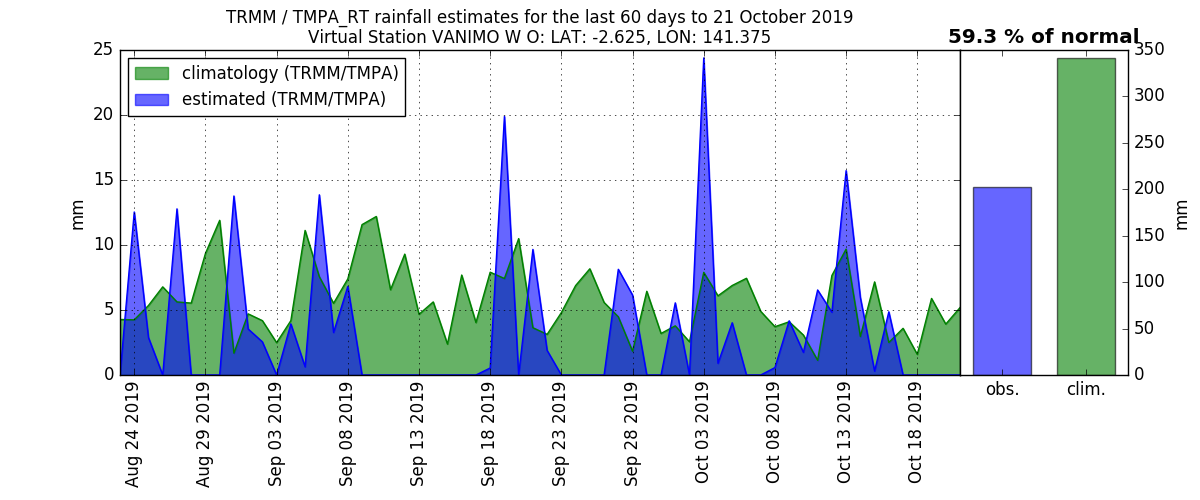 TRMM / TMPA_RT rainfall estimates for the last 60 days to 21 October 2019
Virtual Station VANIMO W O: LAT: -2.625, LON: 141.375
59.3 % of normal
climatology (TRMM/TMPA)
estimated (TRMM/TMPA)
25
20
15
10
5
0
mm
Aug 24 2019
Aug 29 2019
Sep 03 2019
Sep 08 2019
Sep 13 2019
Sep 18 2019
Sep 23 2019
Sep 28 2019
Oct 03 2019
Oct 08 2019
Oct 13 2019
Oct 18 2019
350
300
250
200
150
100
50
0
mm
obs.
clim.